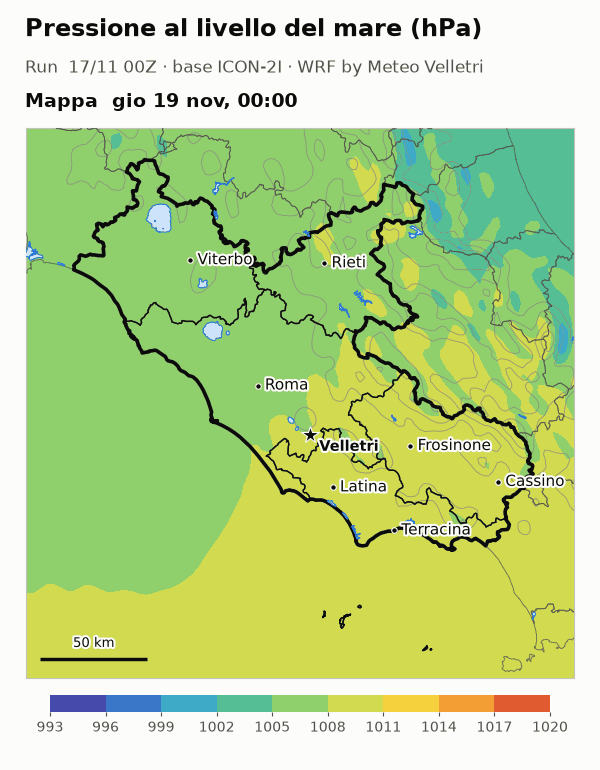 Pressione al livello del mare (hPa)
Run  17/11 00Z · base ICON-2I · WRF by Meteo Velletri
Mappa  gio 19 nov, 00:00
Viterbo
Rieti
Roma
Velletri
Frosinone
Cassino
Latina
Terracina
50 km
993 996 999 1002 1005 1008 1011 1014 1017 1020